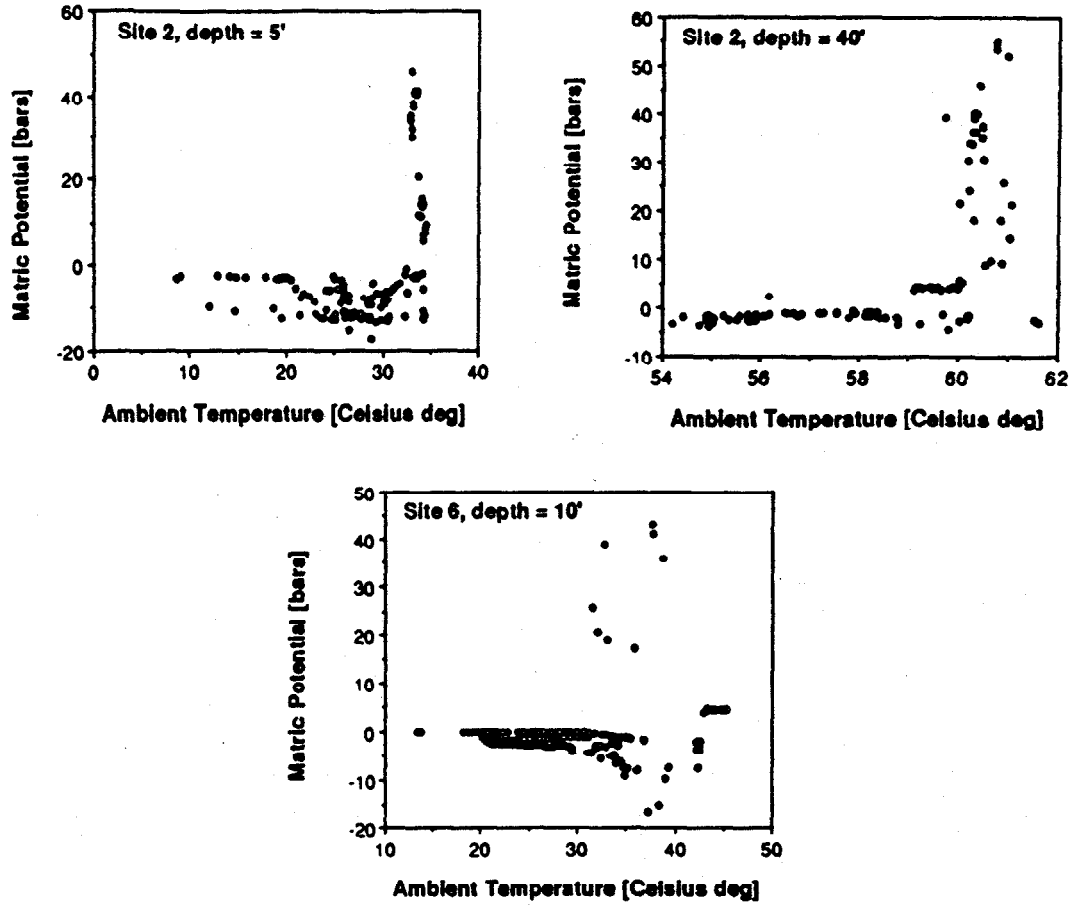 Site 2, depth = 5'
60
40
20
0
-20
0 10 20 30 40
Matric Potential [bars]
Ambient Temperature [Celsius deg]
Site 2, depth = 40'
60
50
40
30
20
10
0
-10
54 56 58 60 62
Matric Potential [bars]
Ambient Temperature [Celsius deg]
Site 6, depth = 10'
50
40
30
20
10
0
-10
-20
10 20 30 40 50
Matric Potential [bars]
Ambient Temperature [Celsius deg]